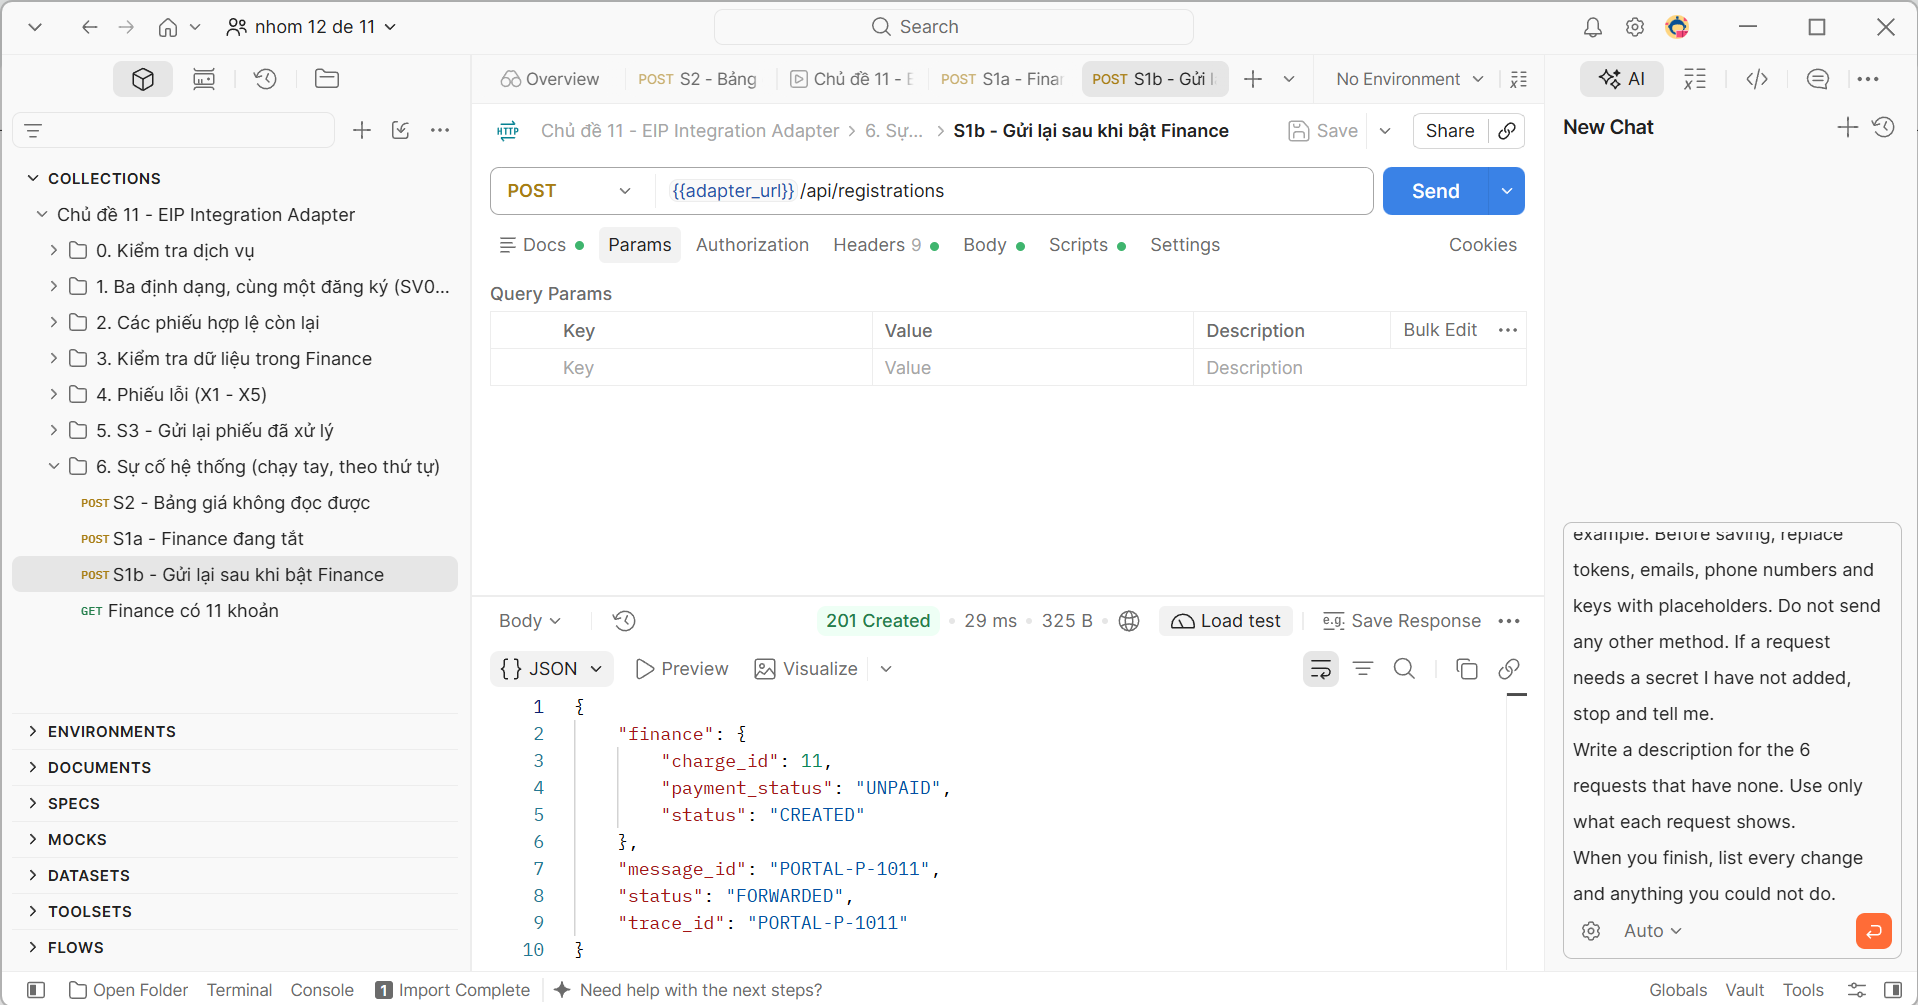 nhom 12 de 11
Search
Overview
POST S2 - Bảng
Chủ đề 11 - E
POST S1a - Finar
POST S1b - Gửi l
No Environment
AI
COLLECTIONS
Chủ đề 11 - EIP Integration Adapter
0. Kiểm tra dịch vụ
1. Ba định dạng, cùng một đăng ký (SV0...
2. Các phiếu hợp lệ còn lại
3. Kiểm tra dữ liệu trong Finance
4. Phiếu lỗi (X1 - X5)
5. S3 - Gửi lại phiếu đã xử lý
6. Sự cố hệ thống (chạy tay, theo thứ tự)
POST S2 - Bảng giá không đọc được
POST S1a - Finance đang tắt
POST S1b - Gửi lại sau khi bật Finance
GET Finance có 11 khoản
ENVIRONMENTS
DOCUMENTS
SPECS
MOCKS
DATASETS
TOOLSETS
FLOWS
HTTP Chủ đề 11 - EIP Integration Adapter > 6. Sự... > S1b - Gửi lại sau khi bật Finance
Save
Share
POST {{adapter_url}} /api/registrations
Send
Docs Params Authorization Headers 9 Body Scripts Settings Cookies
Query Params
Key Value Description Bulk Edit
Key Value Description
Body 201 Created 29 ms 325 B Load test e.g. Save Response
{} JSON Preview Visualize
1 {
2 "finance": {
3 "charge_id": 11,
4 "payment_status": "UNPAID",
5 "status": "CREATED"
6 },
7 "message_id": "PORTAL-P-1011",
8 "status": "FORWARDED",
9 "trace_id": "PORTAL-P-1011"
10 }
New Chat
example. Before saving, replace
tokens, emails, phone numbers and
keys with placeholders. Do not send
any other method. If a request
needs a secret I have not added,
stop and tell me.
Write a description for the 6
requests that have none. Use only
what each request shows.
When you finish, list every change
and anything you could not do.
Auto
Open Folder Terminal Console 1 Import Complete Need help with the next steps? Globals Vault Tools